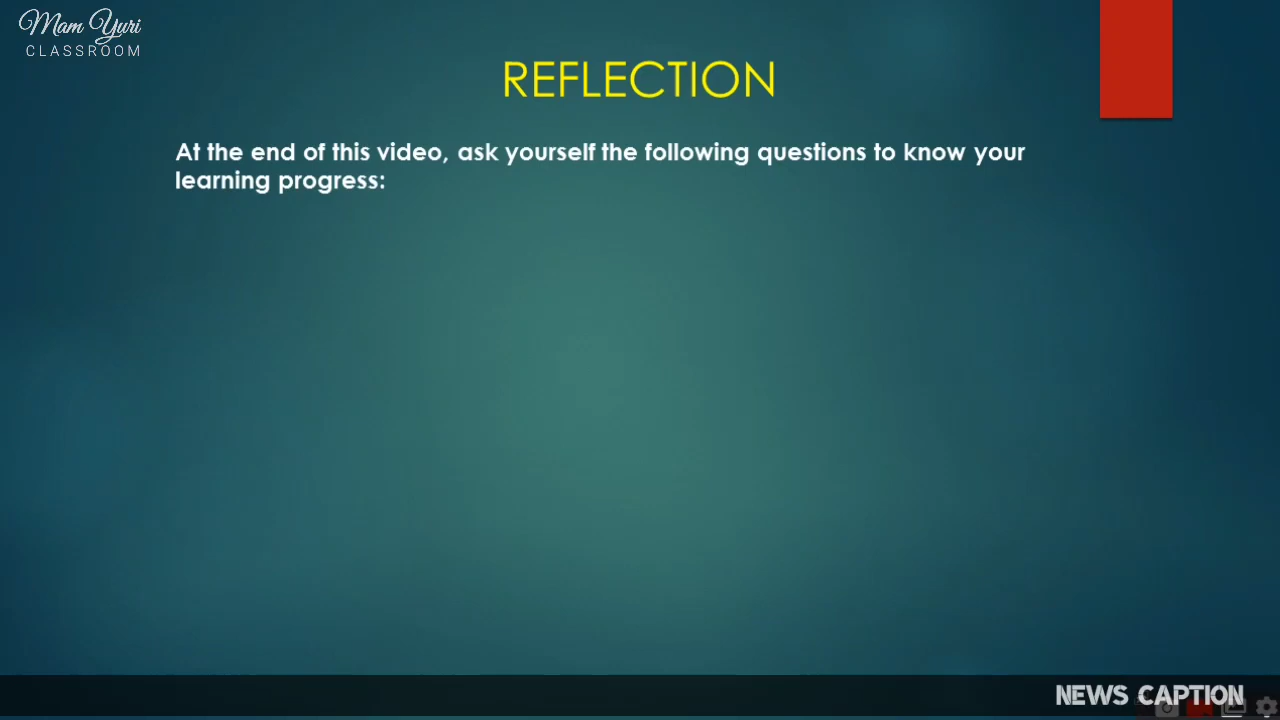 Mam Yuri
CLASSROOM
REFLECTION
At the end of this video, ask yourself the following questions to know your
learning progress:
NEWS CAPTION